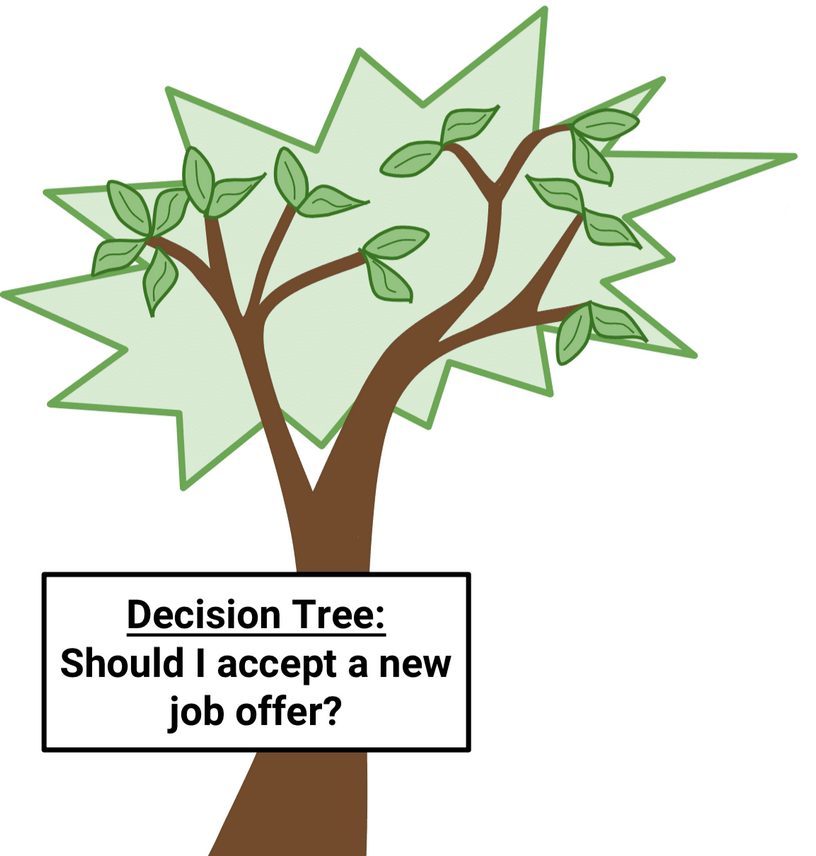 Decision Tree:
Should I accept a new
job offer?